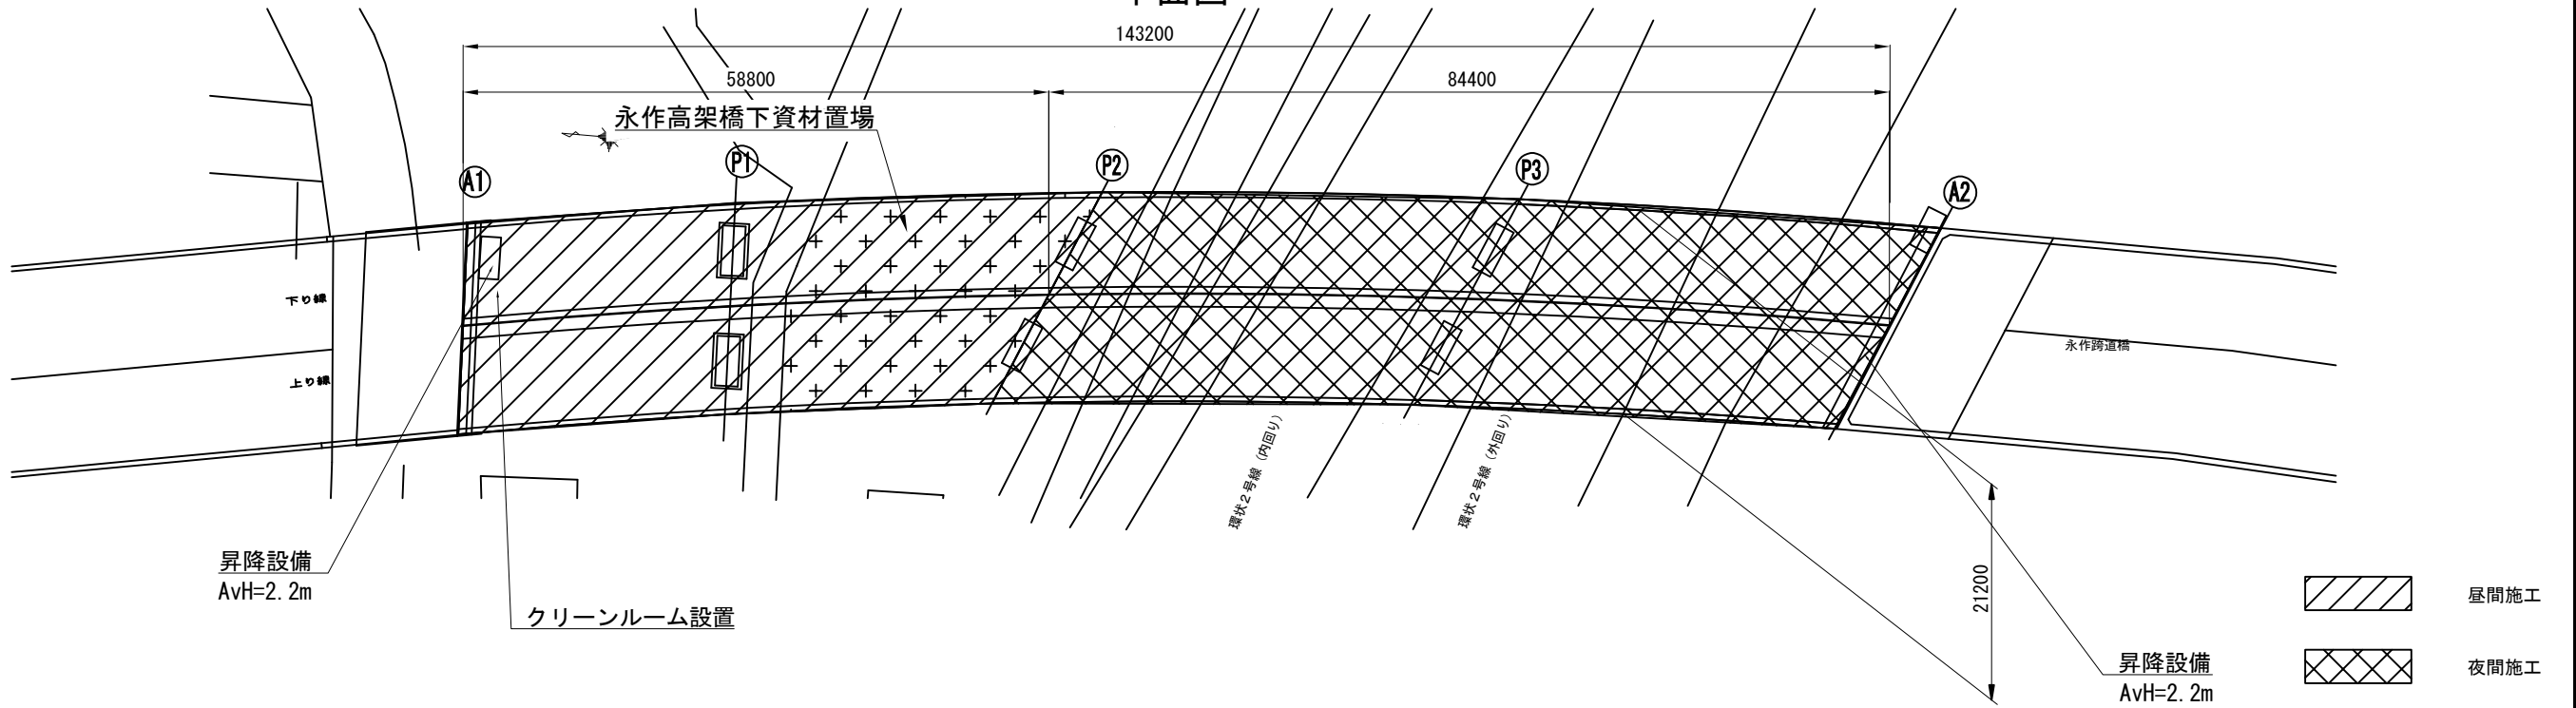 平面図
143200
58800
84400
永作高架橋下資材置場
A1
P1
P2
P3
A2
下り線
上り線
永作跨道橋
環状2号線（内回り）
環状2号線（外回り）
昇降設備
AvH=2.2m
クリーンルーム設置
21200
昇降設備
AvH=2.2m
昼間施工
夜間施工